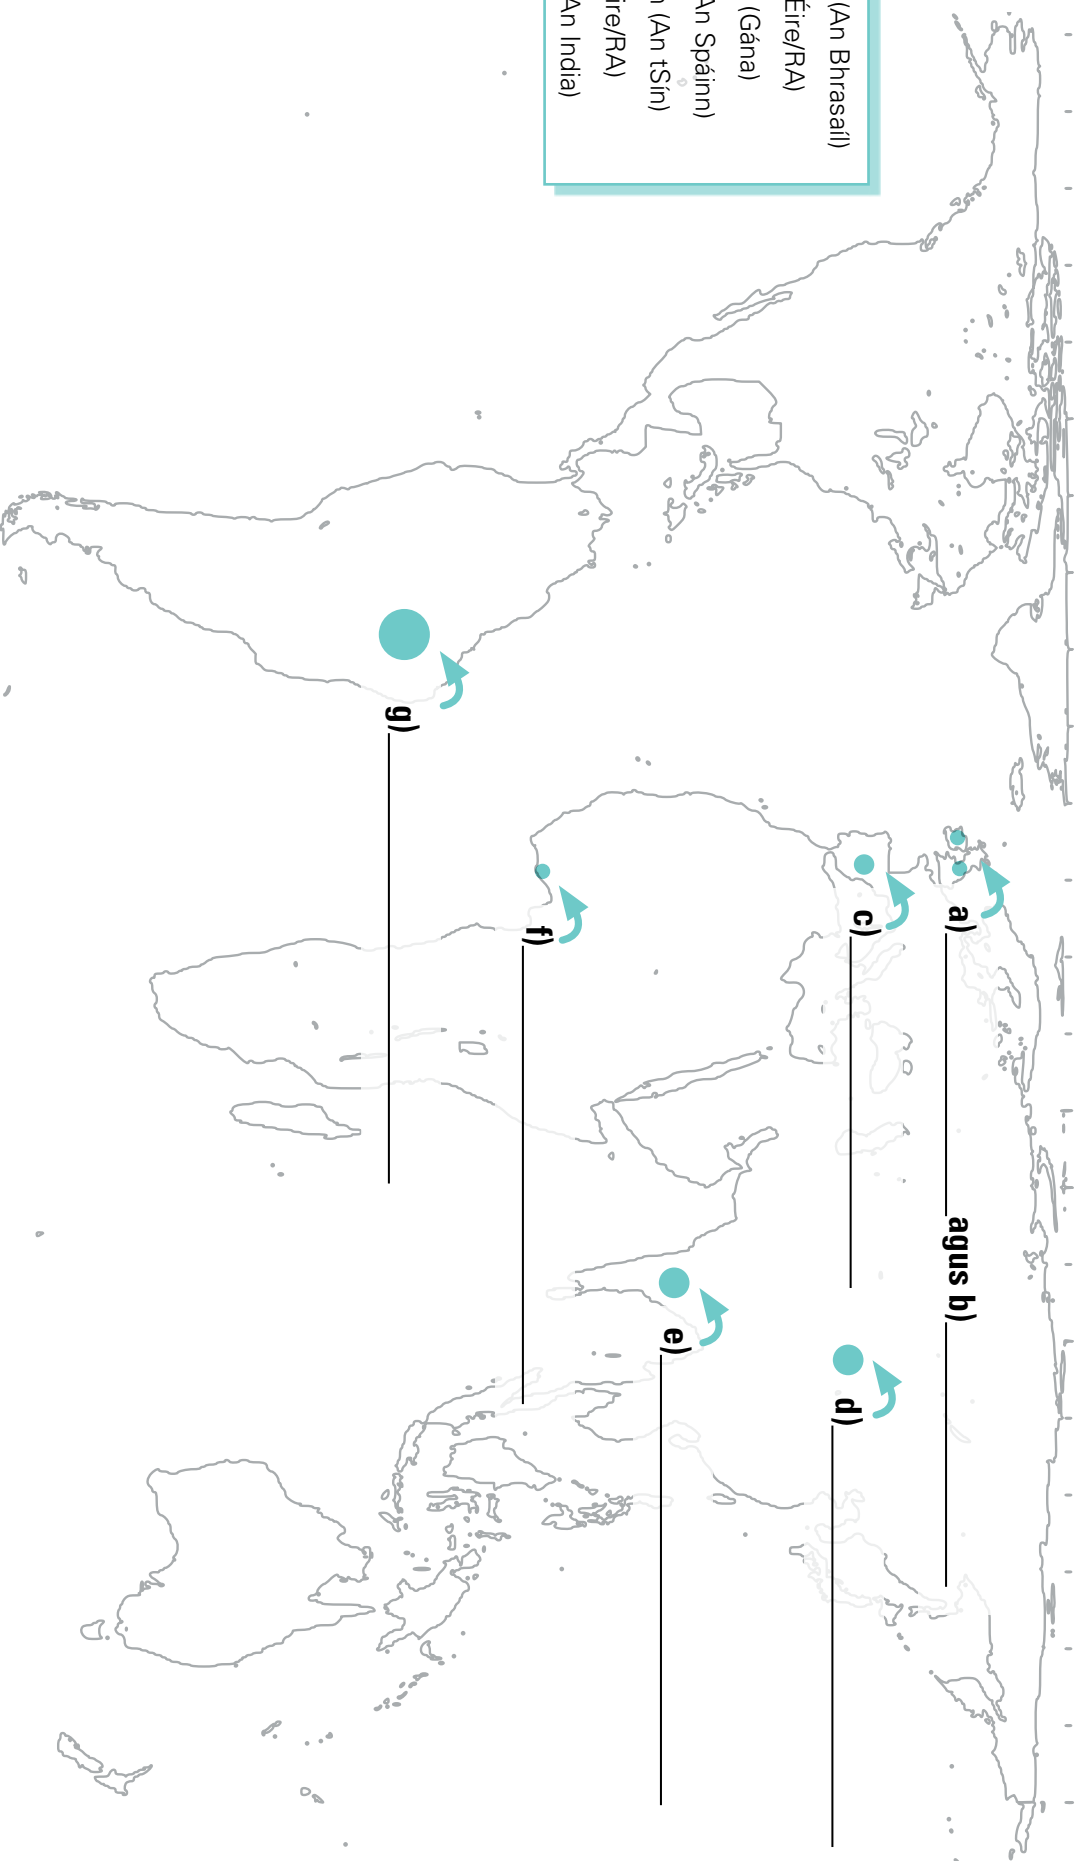 (An Bhrasaíl)
Éire/RA)
(Gána)
An Spáinn)
n (An tSín)
ire/RA)
An India)
a) agus b)
c)
d)
e)
f)
g)